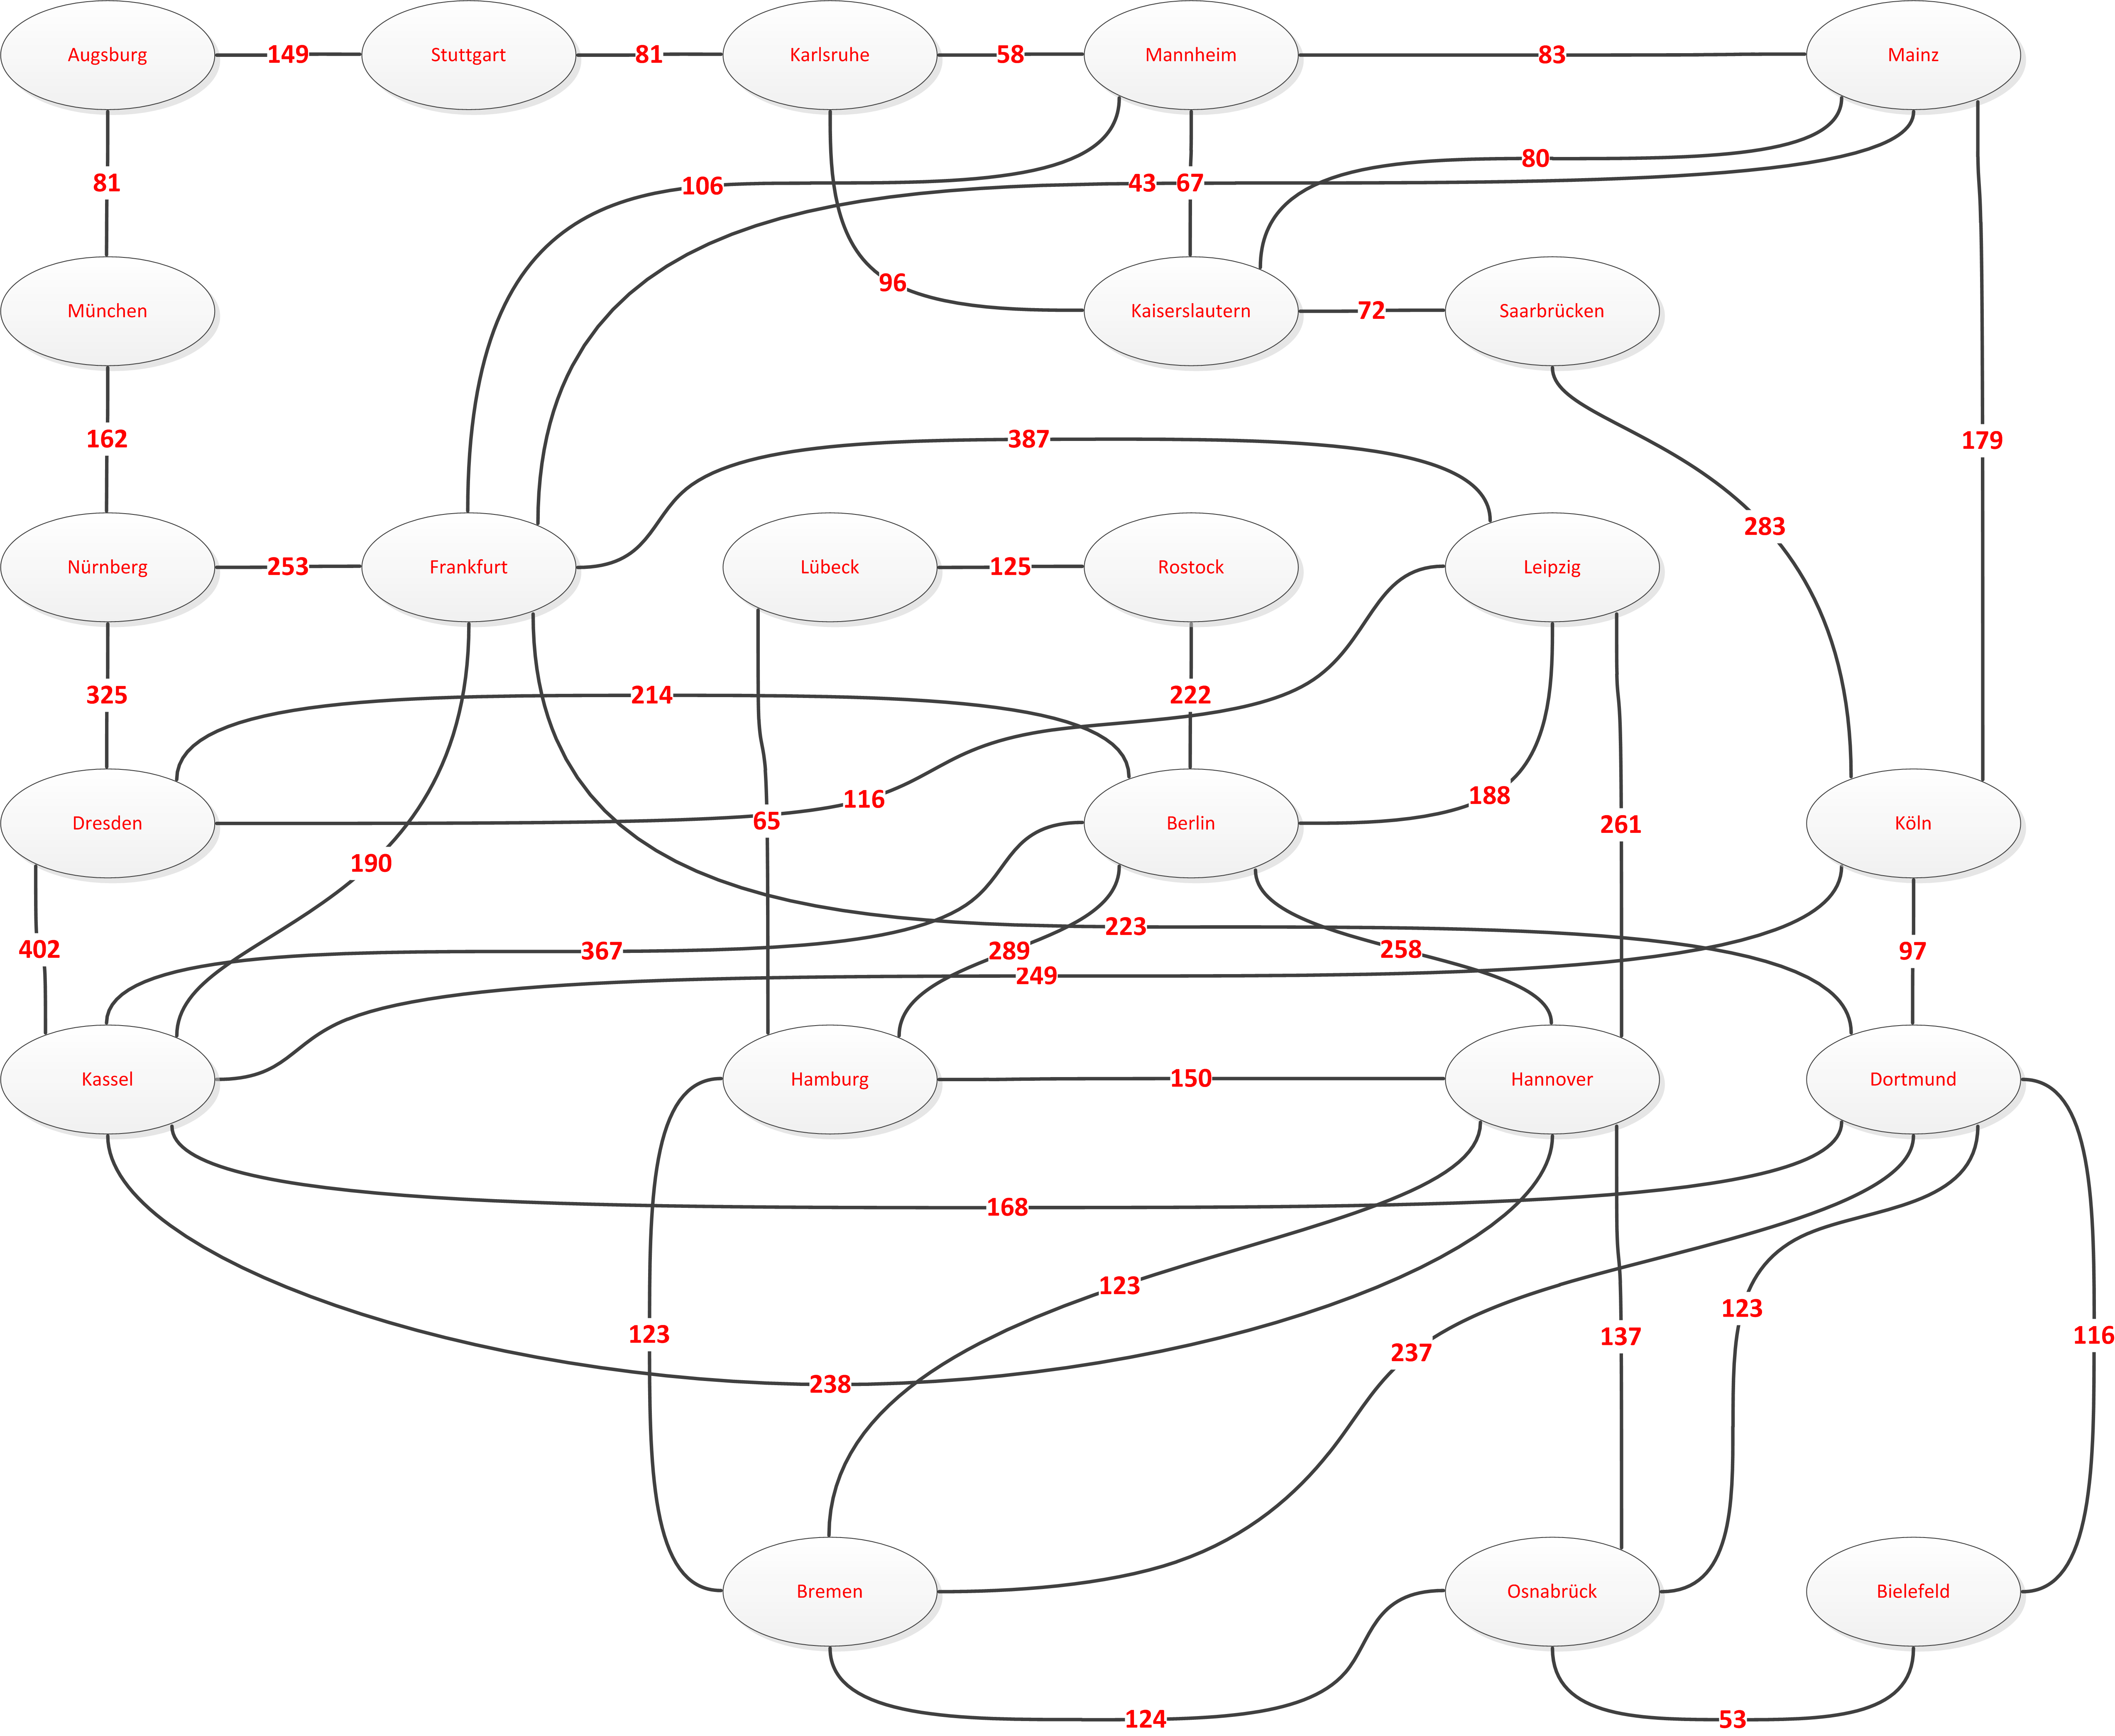 Augsburg 149 Stuttgart 81 Karlsruhe 58 Mannheim 83 Mainz
80
81 106 43 67
96
München Kaiserslautern 72 Saarbrücken
162 387 179
283
Nürnberg 253 Frankfurt Lübeck 125 Rostock Leipzig
325 214 222
116 188
Dresden 65 Berlin 261 Köln
190
223
402 367 289 258 97
249
Kassel Hamburg 150 Hannover Dortmund
168
123
123
123 237 137 116
238
Bremen Osnabrück Bielefeld
124 53